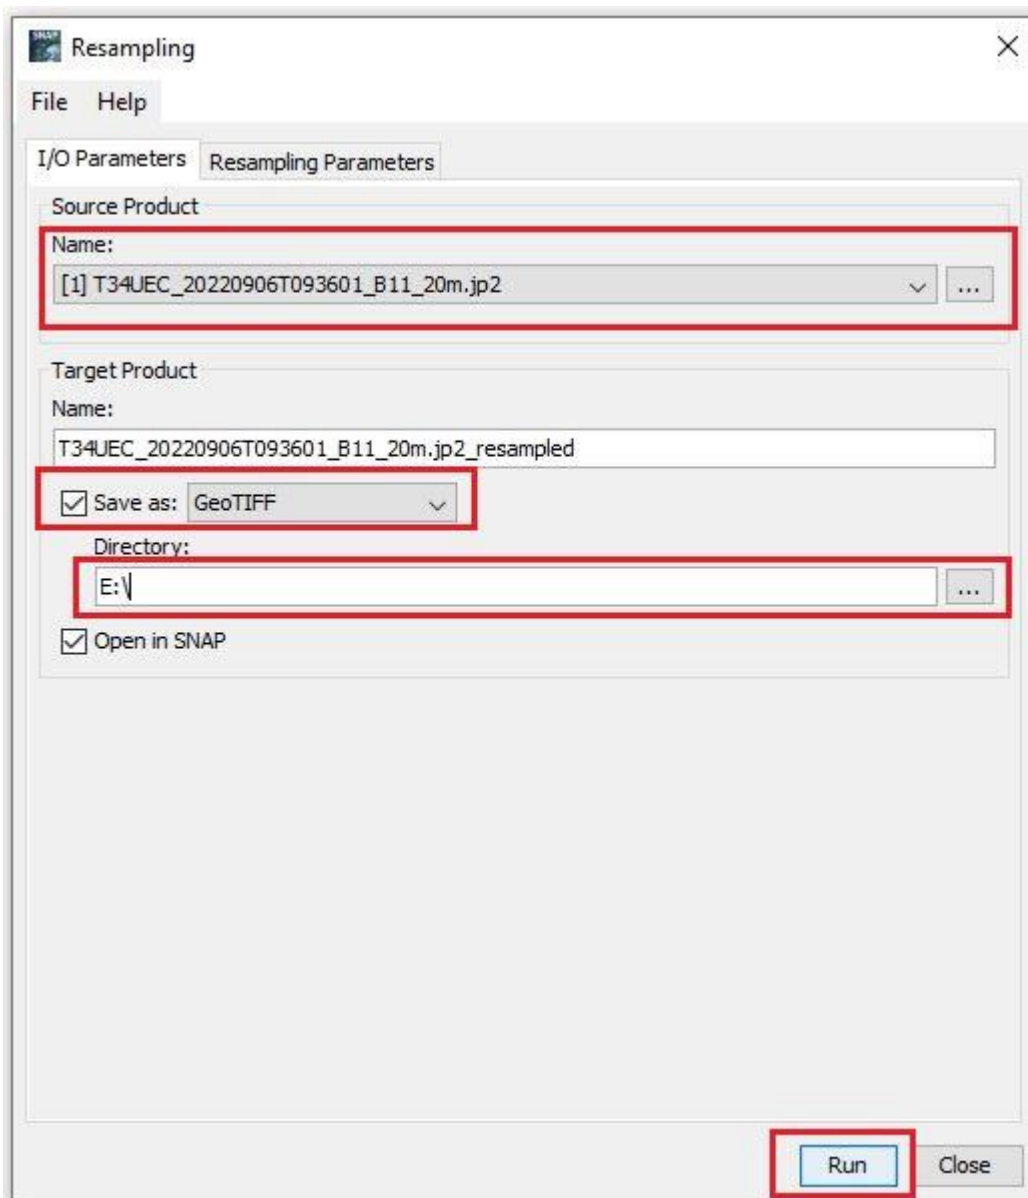 SNAP
Resampling
File Help
I/O Parameters Resampling Parameters
Source Product
Name:
[1] T34UEC_20220906T093601_B11_20m.jp2 ...
Target Product
Name:
T34UEC_20220906T093601_B11_20m.jp2_resampled
Save as: GeoTIFF
Directory:
E:\ ...
Open in SNAP
Run Close